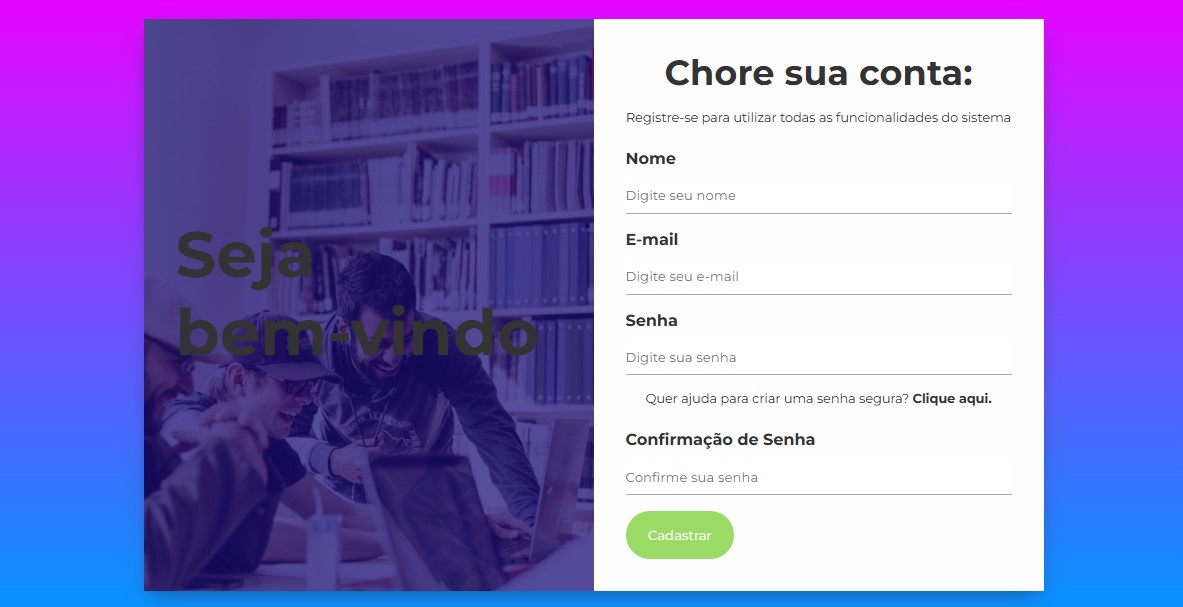 Seja
bem-vindo
Chore sua conta:
Registre-se para utilizar todas as funcionalidades do sistema
Nome
Digite seu nome
E-mail
Digite seu e-mail
Senha
Digite sua senha
Quer ajuda para criar uma senha segura? Clique aqui.
Confirmação de Senha
Confirme sua senha
Cadastrar